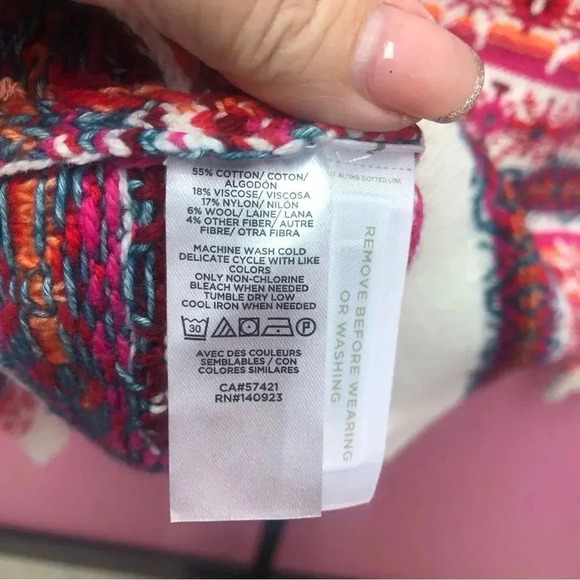 55% COTTON/ COTON/
ALGODÓN
18% VISCOSE/ VISCOSA
17% NYLON/ NILÓN
6% WOOL/ LAINE/ LANA
4% OTHER FIBER/ AUTRE
FIBRE/ OTRA FIBRA
MACHINE WASH COLD
DELICATE CYCLE WITH LIKE
COLORS
ONLY NON-CHLORINE
BLEACH WHEN NEEDED
TUMBLE DRY LOW
COOL IRON WHEN NEEDED
30 P
AVEC DES COULEURS
SEMBLABLES / CON
COLORES SIMILARES
CA#57421
RN#140923
ALONG DOTTED LINE
REMOVE BEFORE WEARING
OR WASHING